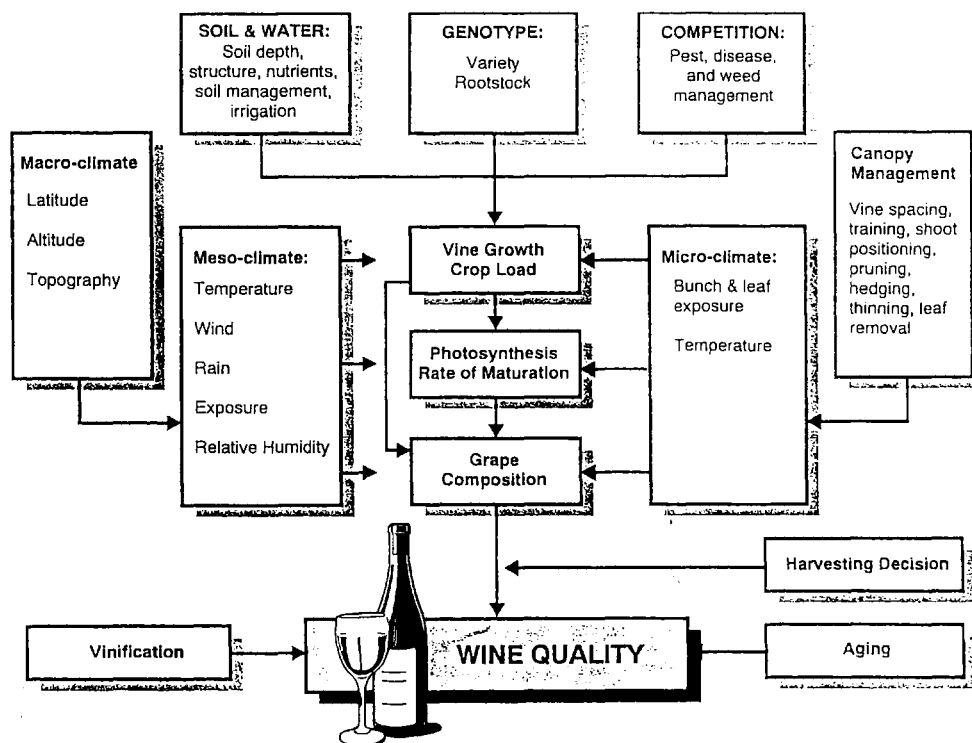 SOIL & WATER:
Soil depth,
structure, nutrients,
soil management,
irrigation
GENOTYPE:
Variety
Rootstock
COMPETITION:
Pest, disease,
and weed
management
Macro-climate
Latitude
Altitude
Topography
Meso-climate:
Temperature
Wind
Rain
Exposure
Relative Humidity
Vine Growth
Crop Load
Photosynthesis
Rate of Maturation
Grape
Composition
Micro-climate:
Bunch & leaf
exposure
Temperature
Canopy
Management
Vine spacing,
training, shoot
positioning,
pruning,
hedging,
thinning, leaf
removal
Harvesting Decision
Vinification
WINE QUALITY
Aging